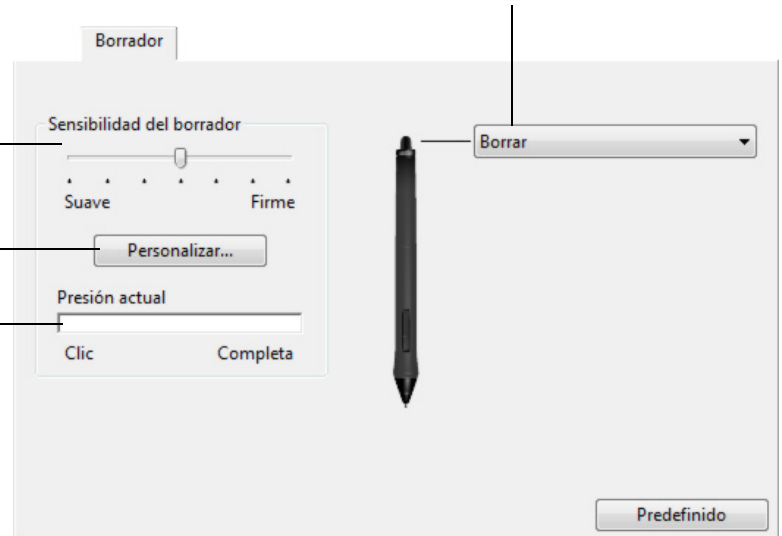 Borrador
Sensibilidad del borrador
Suave Firme
Personalizar...
Presión actual
Clic Completa
Borrar
Predefinido